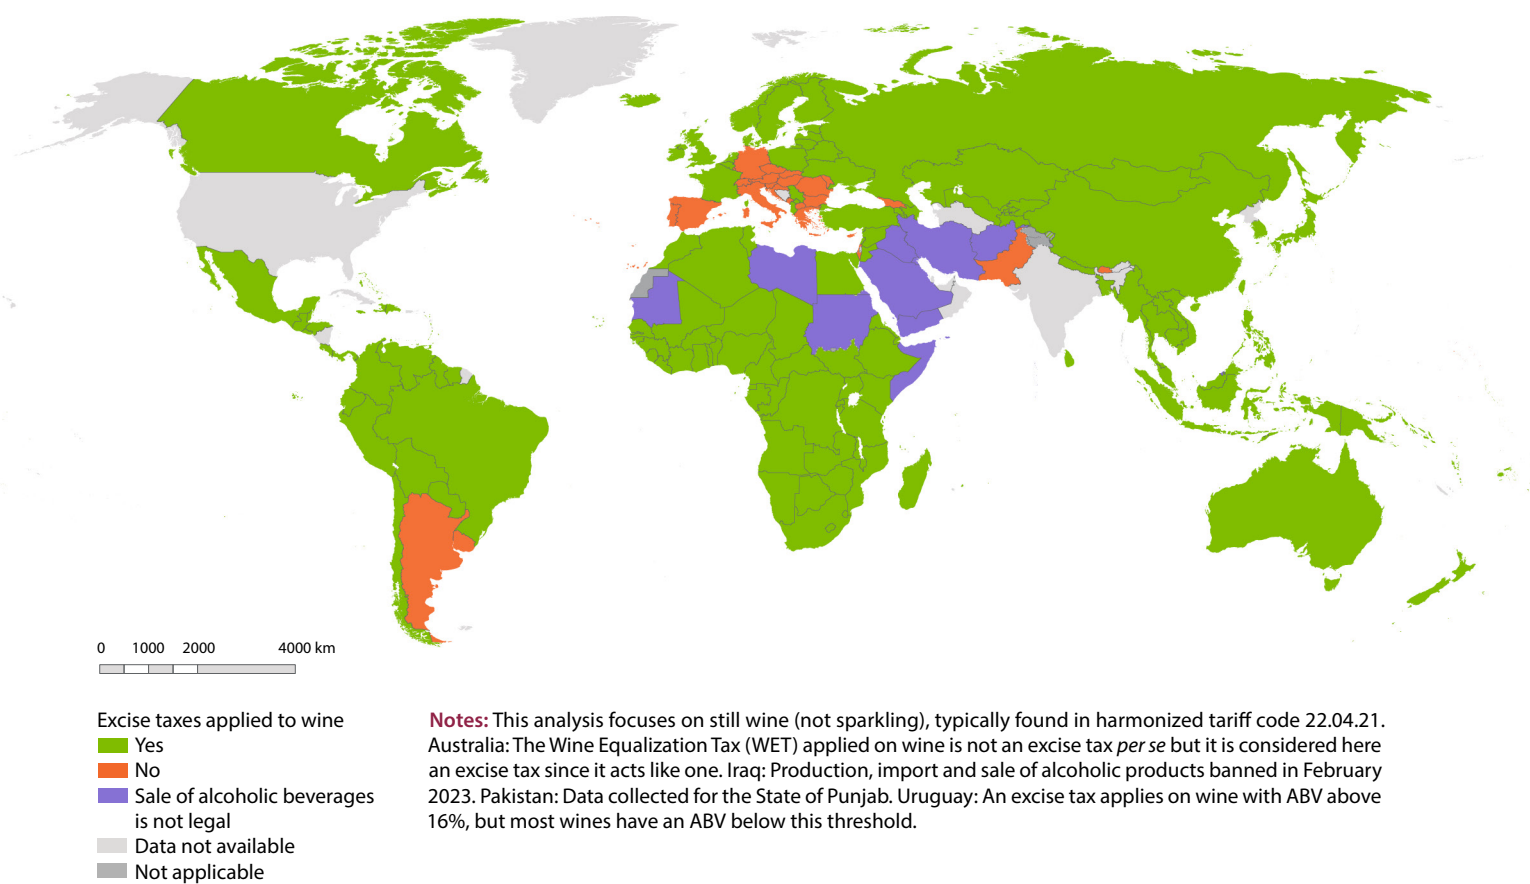 0 1000 2000 4000 km
Excise taxes applied to wine
Yes
No
Sale of alcoholic beverages
is not legal
Data not available
Not applicable
Notes: This analysis focuses on still wine (not sparkling), typically found in harmonized tariff code 22.04.21.
Australia: The Wine Equalization Tax (WET) applied on wine is not an excise tax per se but it is considered here
an excise tax since it acts like one. Iraq: Production, import and sale of alcoholic products banned in February
2023. Pakistan: Data collected for the State of Punjab. Uruguay: An excise tax applies on wine with ABV above
16%, but most wines have an ABV below this threshold.